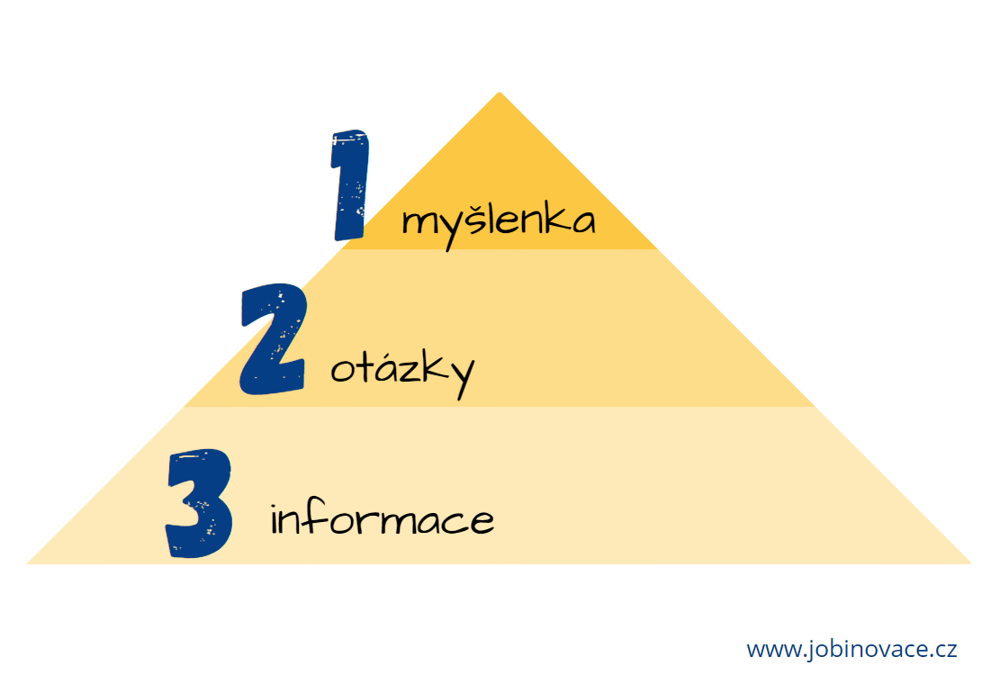 1
myšlenka
2
otázky
3
informace
www.jobinovace.cz